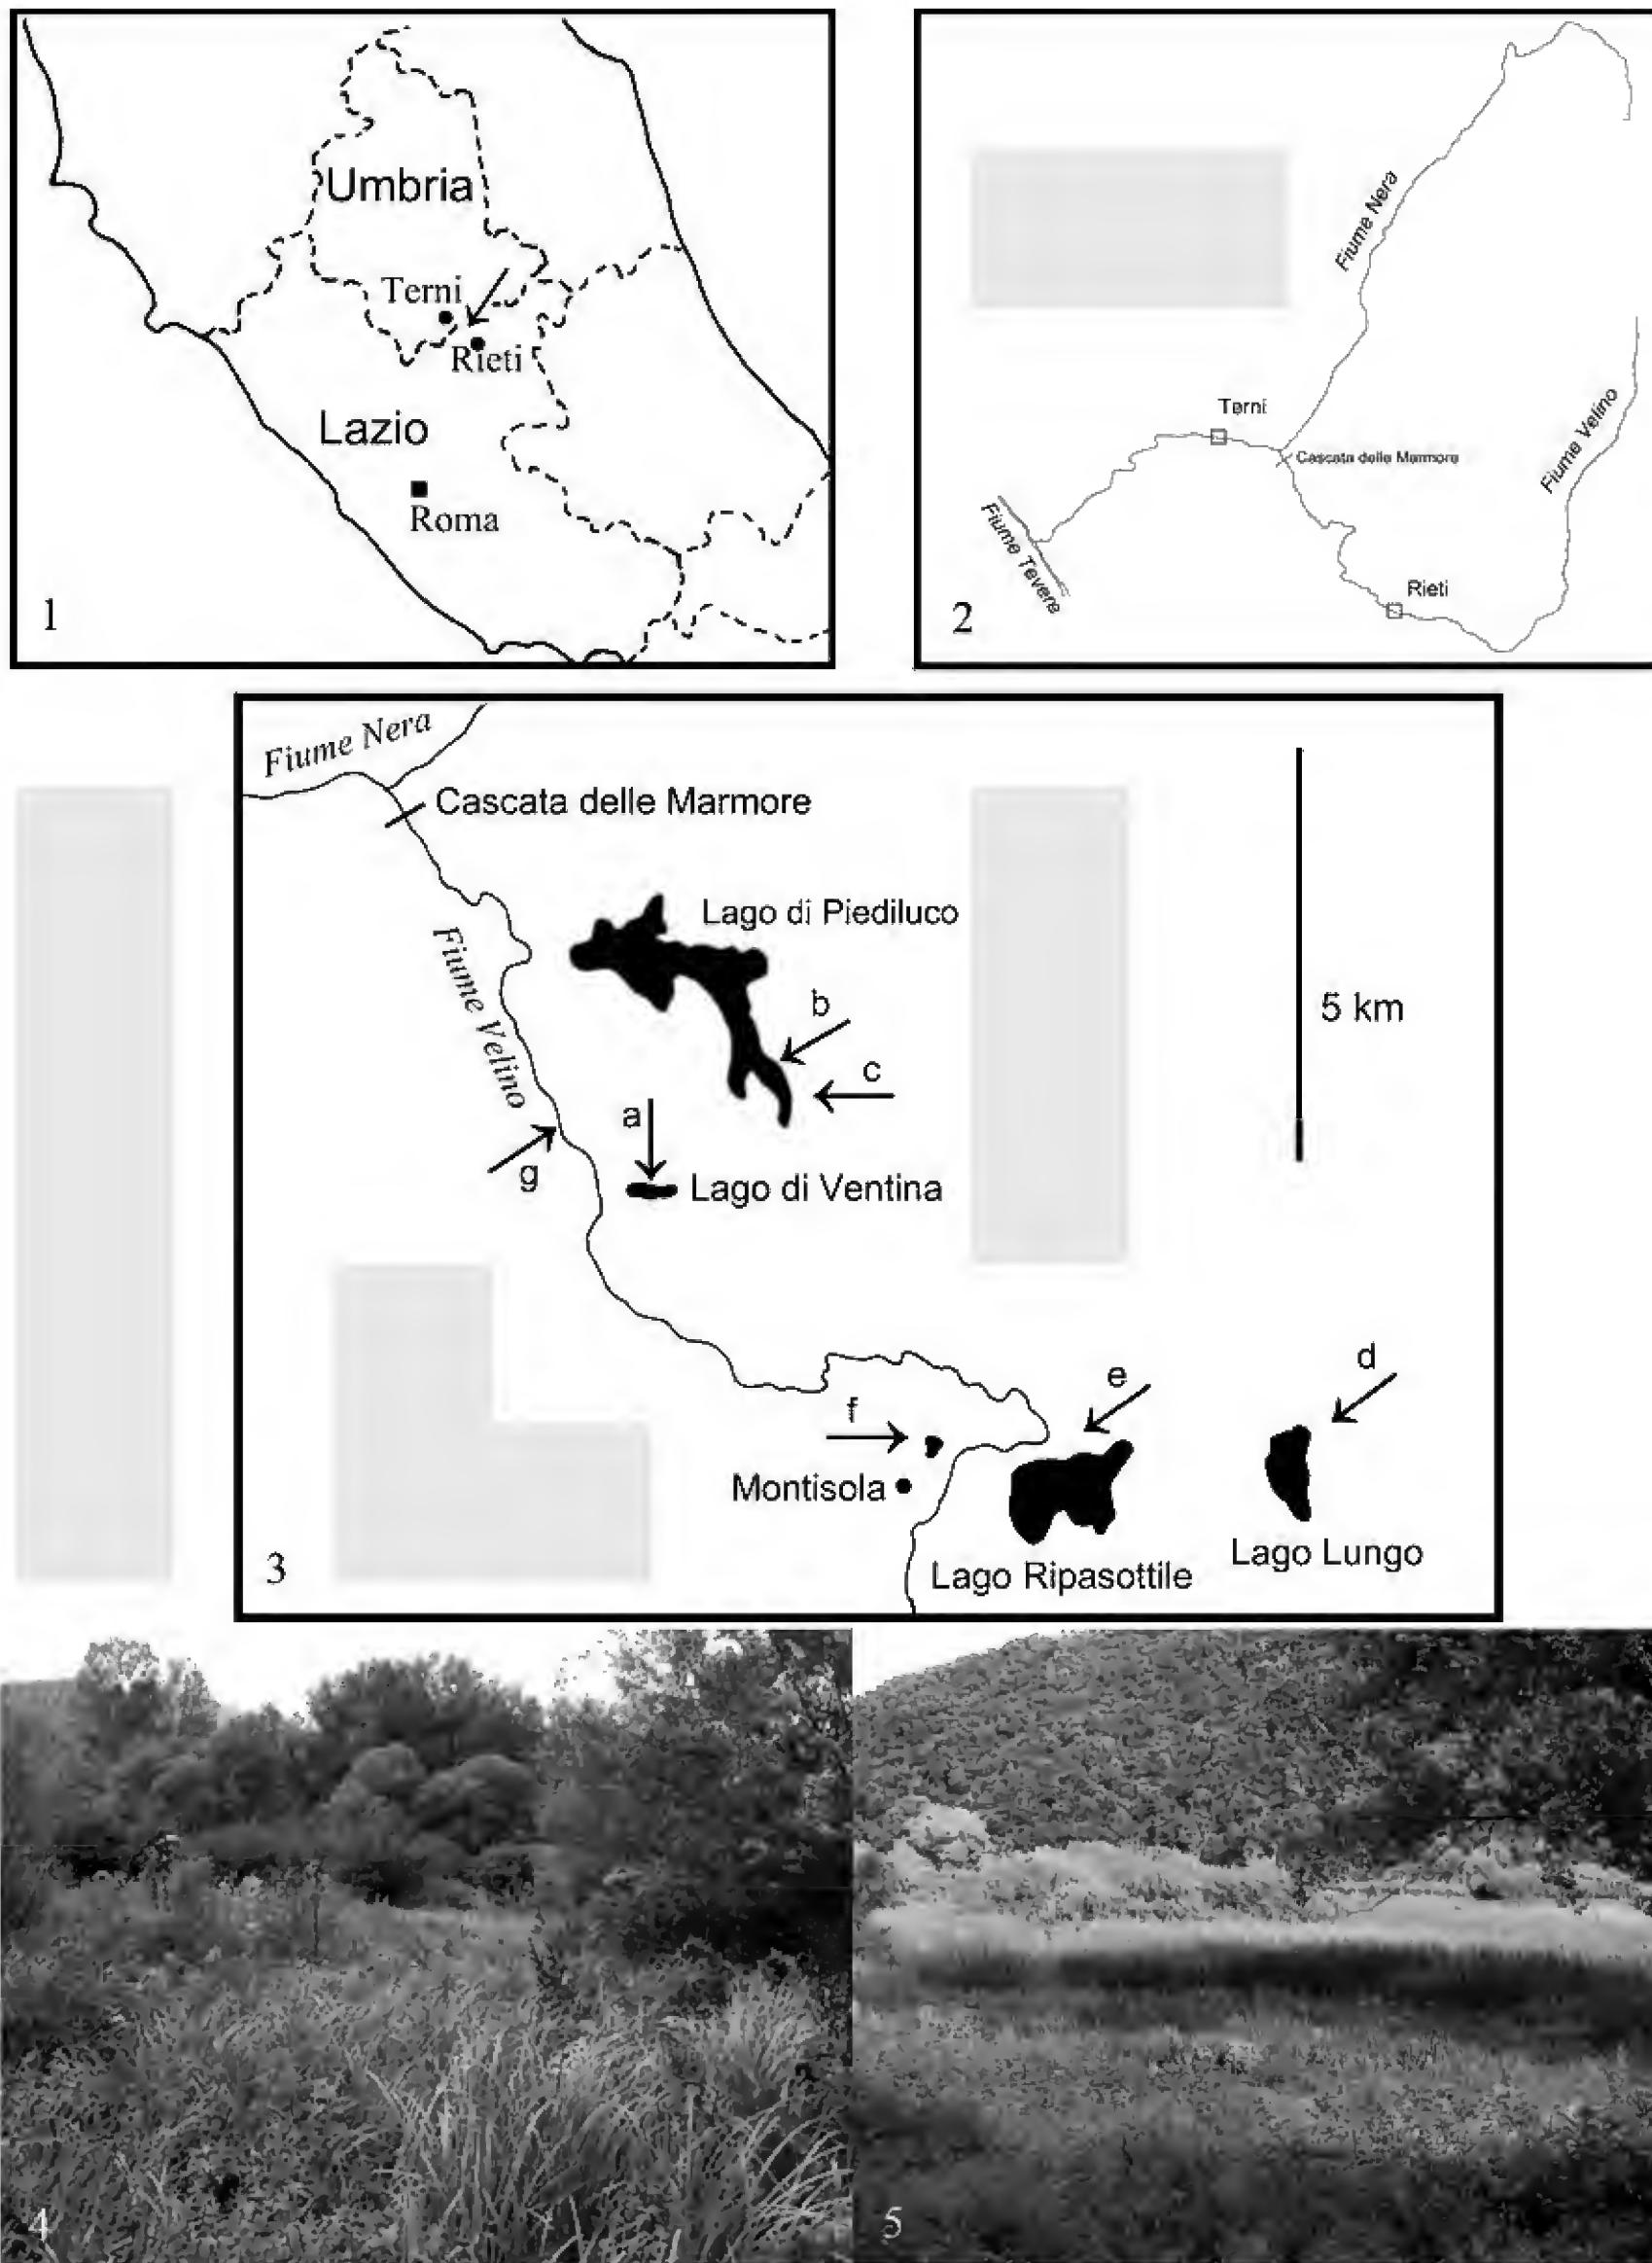 Umbria
Terni
Rieti
Lazio
Roma
1
Fiume Nera
Terni
Cascata delle Marmore
Fiume Velino
Fiume Tevere
Rieti
2
Fiume Nera
Cascata delle Marmore
Lago di Piediluco
Fiume Velino
b
5 km
c
a
g
Lago di Ventina
d
e
f
Montisola
Lago Lungo
3
Lago Ripasottile
4
5